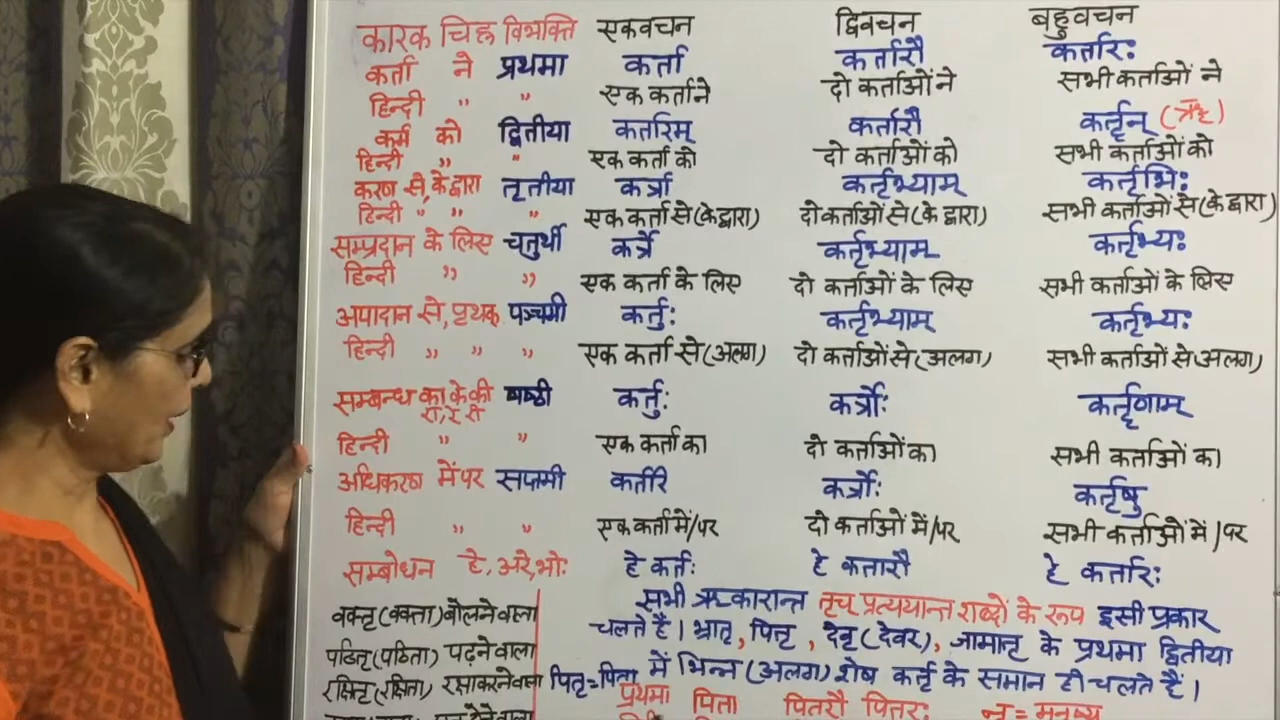 कारक चिह्न विभक्ति एकवचन द्विवचन बहुवचन
कर्ता ने प्रथमा कर्ता कर्तारौ कर्तारः
हिन्दी " " एक कर्ता ने दो कर्ताओं ने सभी कर्ताओं ने
कर्म को द्वितीया कर्तारम् कर्तारौ कर्तॄन् (ॠ)
हिन्दी " " एक कर्ता को दो कर्ताओं को सभी कर्ताओं को
करण से, के द्वारा तृतीया कर्त्रा कर्तृभ्याम् कर्तृभिः
हिन्दी " " " एक कर्ता से (के द्वारा) दो कर्ताओं से (के द्वारा) सभी कर्ताओं से (के द्वारा)
सम्प्रदान के लिए चतुर्थी कर्त्रे कर्तृभ्याम् कर्तृभ्यः
हिन्दी " " एक कर्ता के लिए दो कर्ताओं के लिए सभी कर्ताओं के लिए
अपादान से, पृथक् पञ्चमी कर्तुः कर्तृभ्याम् कर्तृभ्यः
हिन्दी " " " एक कर्ता से (अलग) दो कर्ताओं से (अलग) सभी कर्ताओं से (अलग)
सम्बन्ध का के की षष्ठी कर्तुः कर्त्रोः कर्तॄणाम्
रा, रे री
हिन्दी " " एक कर्ता का दो कर्ताओं का सभी कर्ताओं का
अधिकरण में पर सप्तमी कर्तरि कर्त्रोः कर्तृषु
हिन्दी " " एक कर्ता में/पर दो कर्ताओं में/पर सभी कर्ताओं में/पर
सम्बोधन हे, अरे, भोः हे कर्तः हे कर्तारौ हे कर्तारः
सभी ऋकारान्त तृच् प्रत्ययान्त शब्दों के रूप इसी प्रकार
चलते हैं। भ्रातृ, पितृ, देवृ (देवर), जामातृ के प्रथमा द्वितीया
में भिन्न (अलग) शेष कर्तृ के समान ही चलते हैं।
वक्तृ (वक्ता) बोलने वाला
पठितृ (पठिता) पढ़ने वाला
रक्षितृ (रक्षिता) रक्षा करने वाला
पितृ = पिता
प्रथमा पिता पितरौ पितरः नृ = मनुष्य